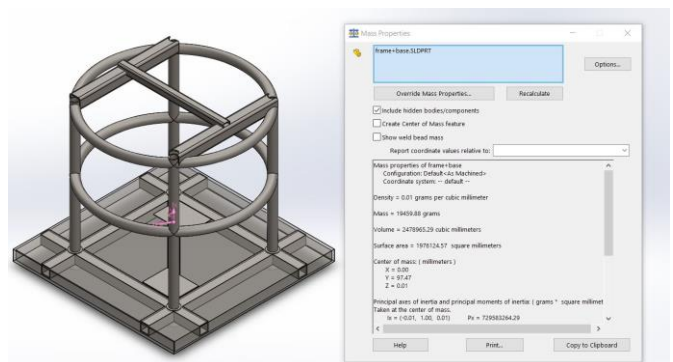 Mass Properties
frame+base.SLDPRT
Options...
Override Mass Properties...
Recalculate
Include hidden bodies/components
Create Center of Mass feature
Show weld bead mass
Report coordinate values relative to:
Mass properties of frame+base
Configuration: Default<As Machined>
Coordinate system: -- default --
Density = 0.01 grams per cubic millimeter
Mass = 19459.88 grams
Volume = 2478965.29 cubic millimeters
Surface area = 1976124.57 square millimeters
Center of mass: ( millimeters )
X = 0.00
Y = 97.47
Z = 0.01
Principal axes of inertia and principal moments of inertia: ( grams * square millimet
Taken at the center of mass.
Ix = (-0.01, 1.00, 0.01) Px = 729583264.29
Help
Print...
Copy to Clipboard